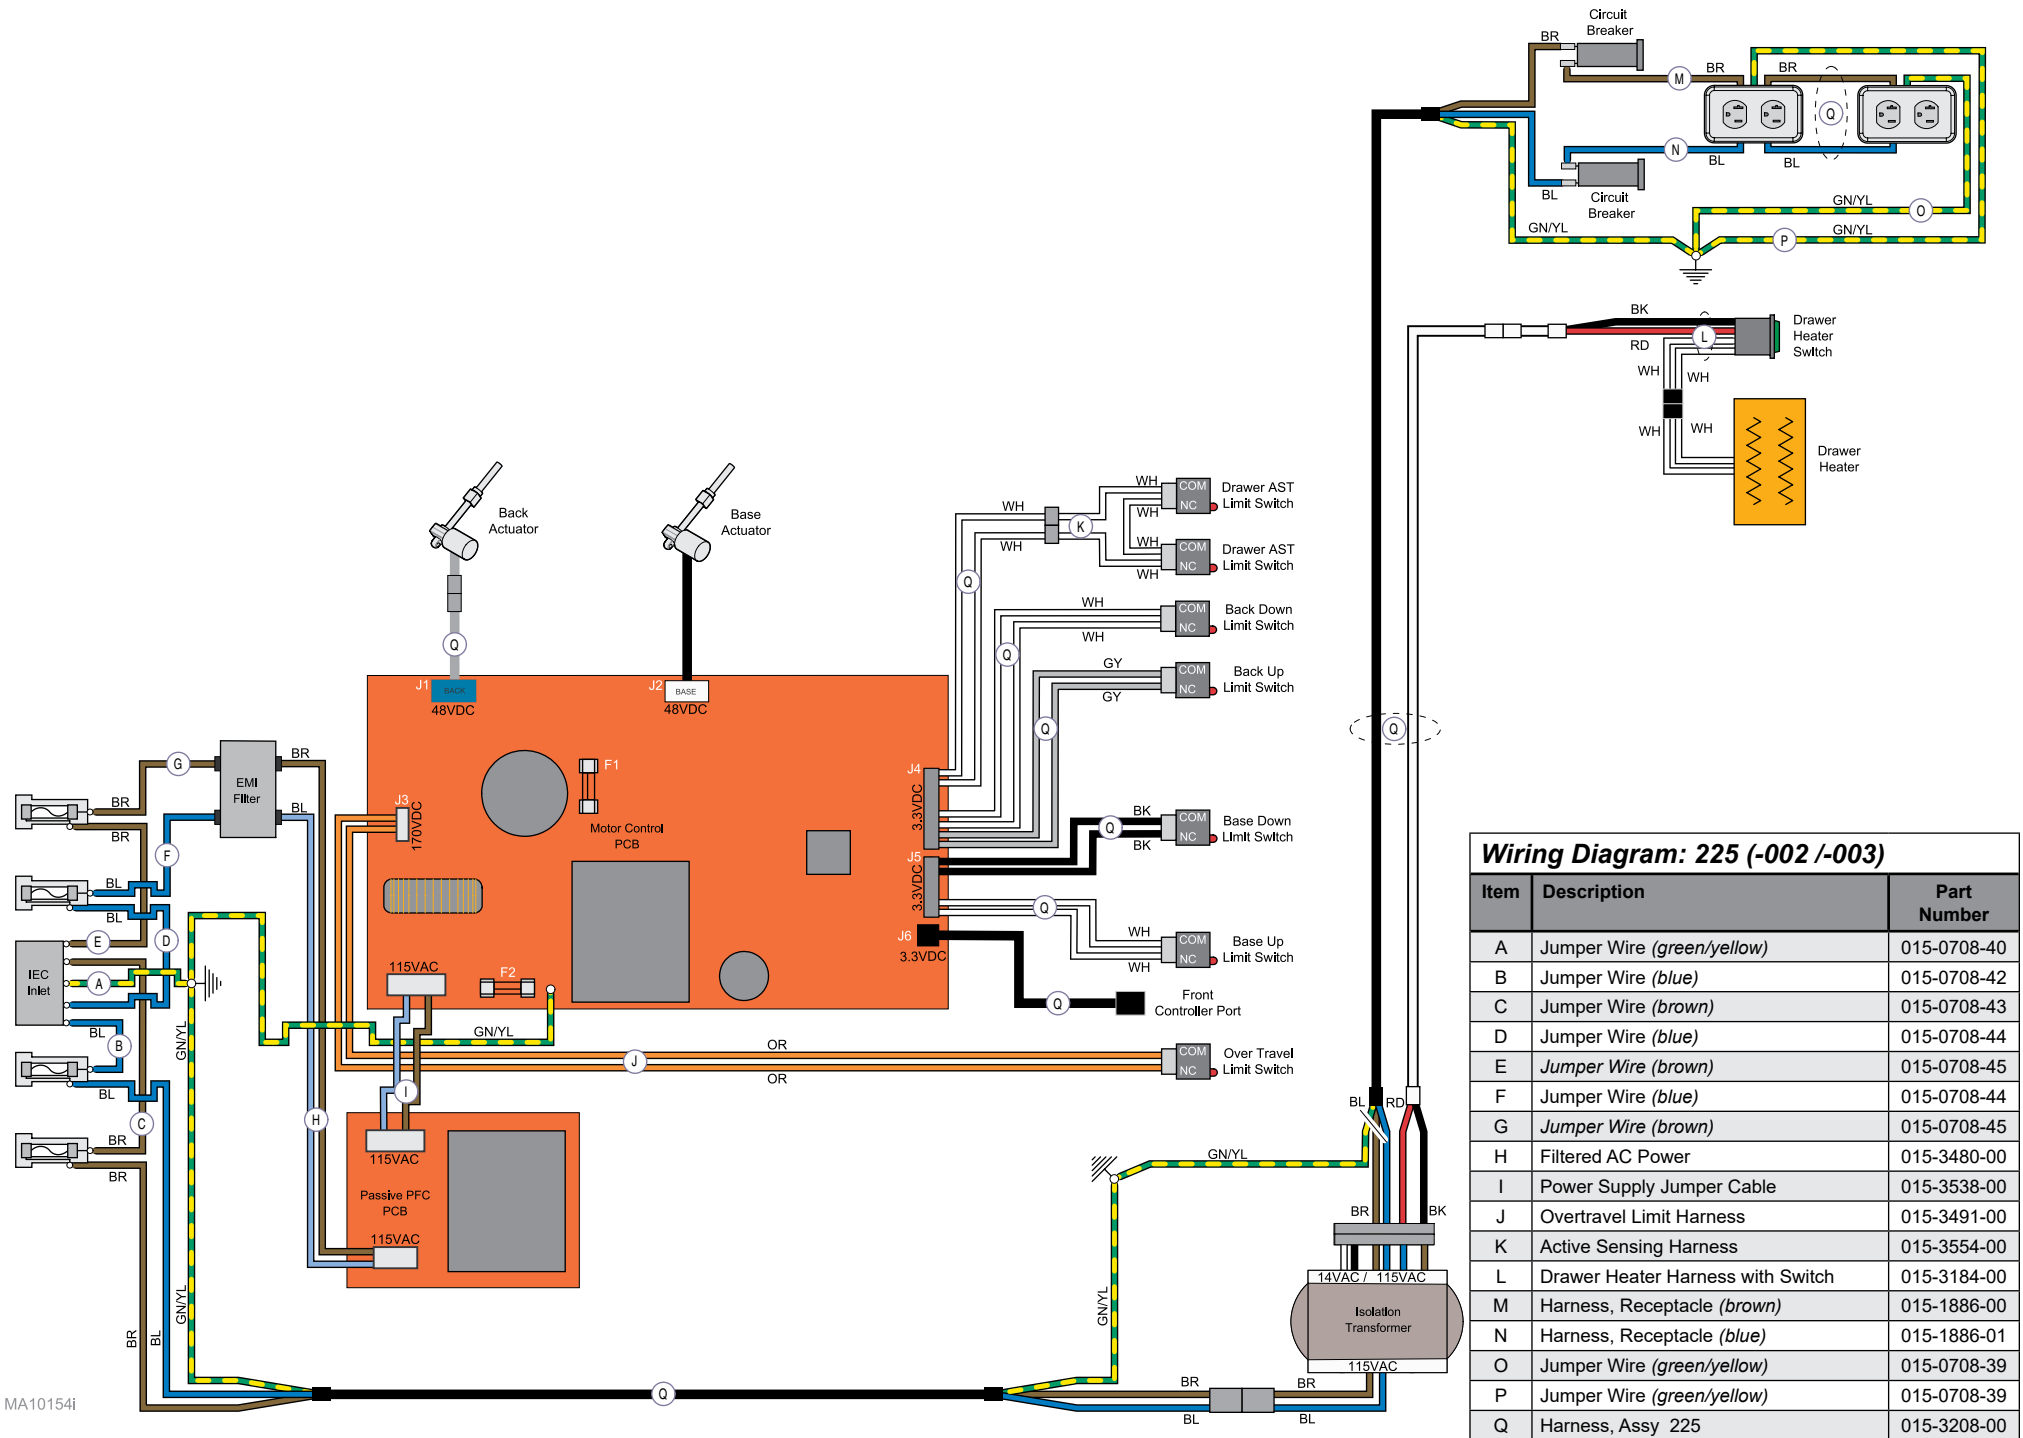 Circuit
Breaker
BR
M
BR
BR
Q
N
BL
BL
BL
Circuit
Breaker
GN/YL
O
GN/YL
P
GN/YL
BK
L
RD
Drawer
Heater
Switch
WH
WH
WH
WH
Drawer
Heater
Back
Actuator
Base
Actuator
Q
WH
WH
K
Q
WH
COM
NC
WH
Drawer AST
Limit Switch
WH
COM
NC
WH
Drawer AST
Limit Switch
WH
COM
NC
WH
Back Down
Limit Switch
Q
GY
COM
NC
GY
Back Up
Limit Switch
Q
Q
J1
BACK
48VDC
J2
BASE
48VDC
G
BR
EMI
Filter
BR
BR
BL
F1
J3
170VDC
Motor Control
PCB
J4
3.3VDC
J5
3.3VDC
J6
3.3VDC
BK
COM
NC
BK
Q
Base Down
Limit Switch
F
BL
BL
E
D
Q
WH
COM
NC
WH
Base Up
Limit Switch
IEC
Inlet
A
115VAC
F2
Q
Front
Controller Port
BL
B
GN/YL
GN/YL
OR
J
OR
COM
NC
Over Travel
Limit Switch
BL
C
I
H
BR
BR
115VAC
Passive PFC
PCB
115VAC
BL
RD
GN/YL
BR
BK
14VAC / 115VAC
Isolation
Transformer
115VAC
GN/YL
BR
BL
GN/YL
Q
BR
BR
BL
BL
MA10154i
Wiring Diagram: 225 (-002 /-003)
Item Description Part Number
A Jumper Wire (green/yellow) 015-0708-40
B Jumper Wire (blue) 015-0708-42
C Jumper Wire (brown) 015-0708-43
D Jumper Wire (blue) 015-0708-44
E Jumper Wire (brown) 015-0708-45
F Jumper Wire (blue) 015-0708-44
G Jumper Wire (brown) 015-0708-45
H Filtered AC Power 015-3480-00
I Power Supply Jumper Cable 015-3538-00
J Overtravel Limit Harness 015-3491-00
K Active Sensing Harness 015-3554-00
L Drawer Heater Harness with Switch 015-3184-00
M Harness, Receptacle (brown) 015-1886-00
N Harness, Receptacle (blue) 015-1886-01
O Jumper Wire (green/yellow) 015-0708-39
P Jumper Wire (green/yellow) 015-0708-39
Q Harness, Assy 225 015-3208-00